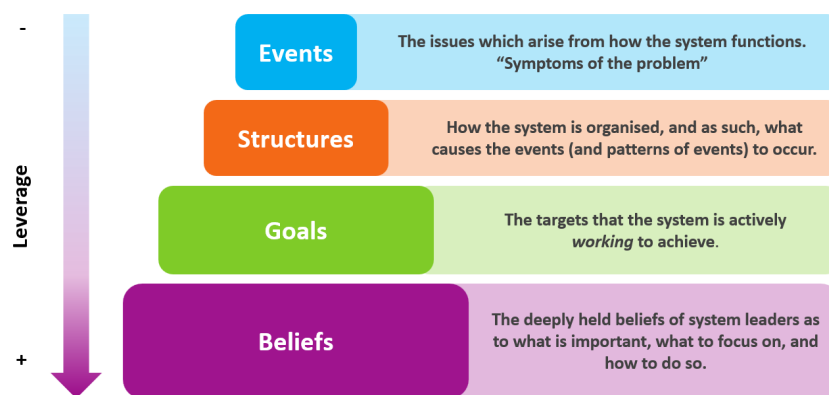 -
Events
The issues which arise from how the system functions.
“Symptoms of the problem”
Structures
How the system is organised, and as such, what
causes the events (and patterns of events) to occur.
Leverage
Goals
The targets that the system is actively
working to achieve.
Beliefs
The deeply held beliefs of system leaders as
to what is important, what to focus on, and
how to do so.
+